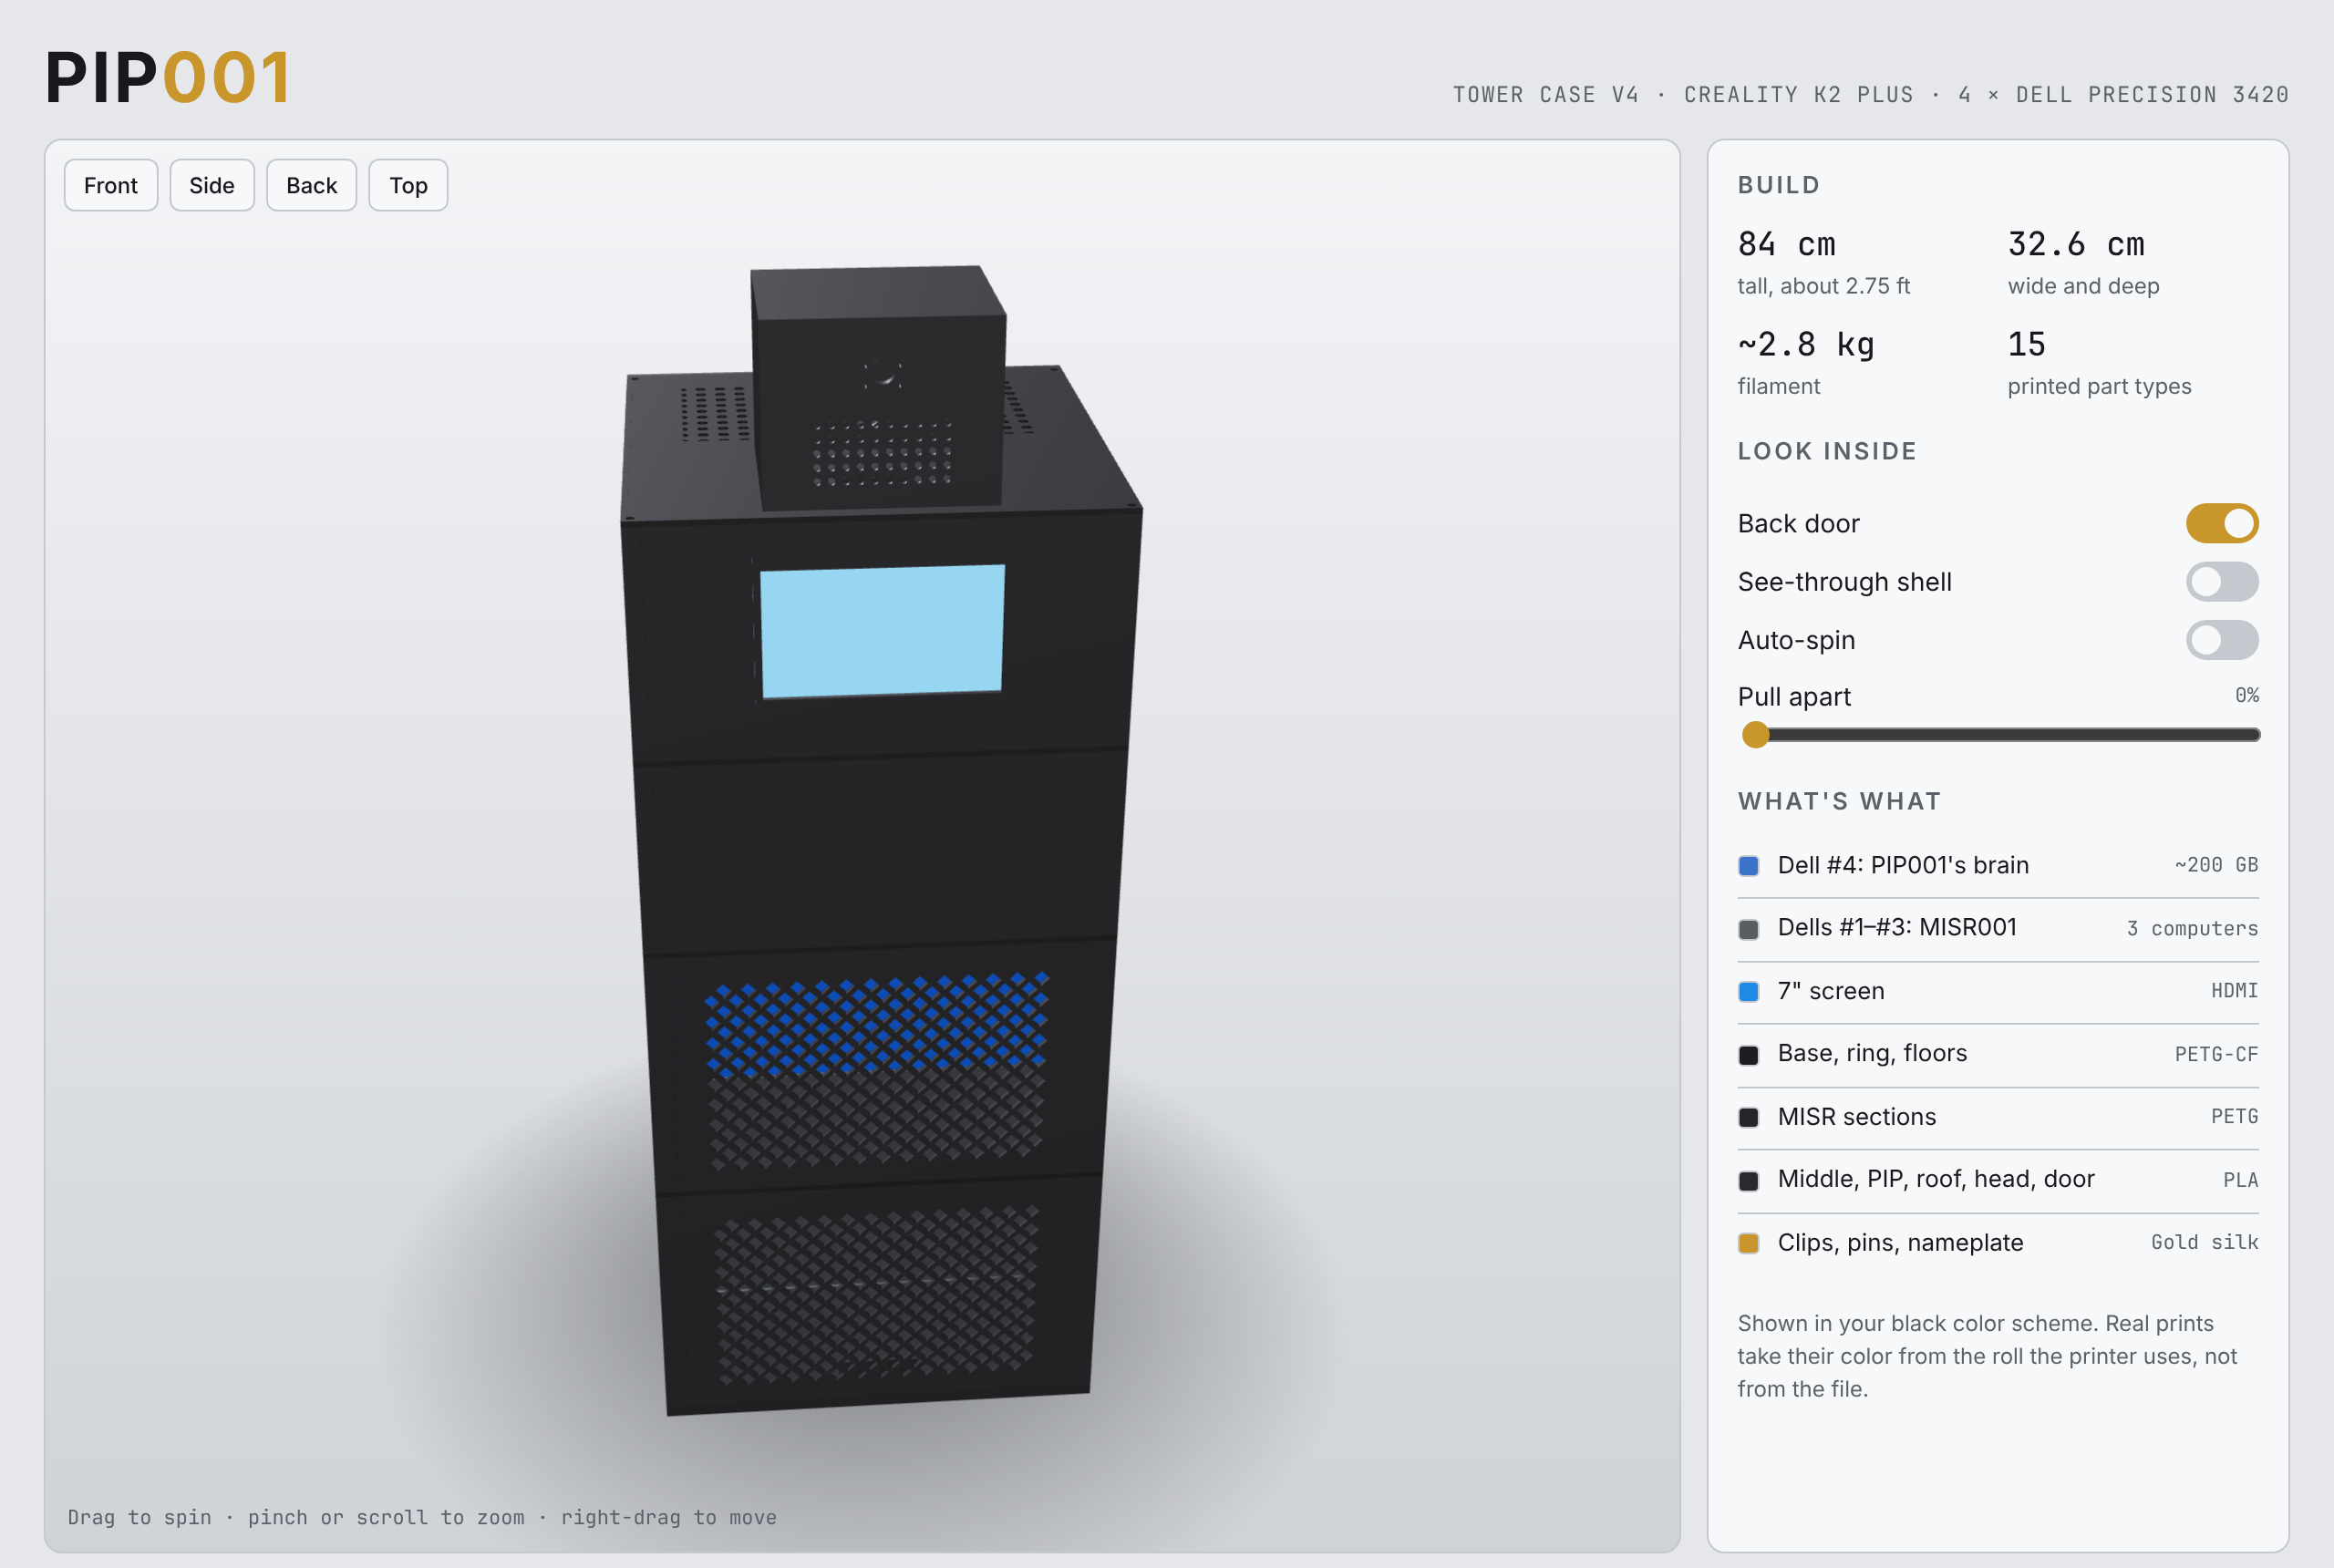 PIP001
TOWER CASE V4 · CREALITY K2 PLUS · 4 × DELL PRECISION 3420
Front
Side
Back
Top
Drag to spin · pinch or scroll to zoom · right-drag to move
BUILD
84 cm
tall, about 2.75 ft
32.6 cm
wide and deep
~2.8 kg
filament
15
printed part types
LOOK INSIDE
Back door
See-through shell
Auto-spin
Pull apart 0%
WHAT'S WHAT
Dell #4: PIP001's brain ~200 GB
Dells #1–#3: MISR001 3 computers
7" screen HDMI
Base, ring, floors PETG-CF
MISR sections PETG
Middle, PIP, roof, head, door PLA
Clips, pins, nameplate Gold silk
Shown in your black color scheme. Real prints
take their color from the roll the printer uses, not
from the file.